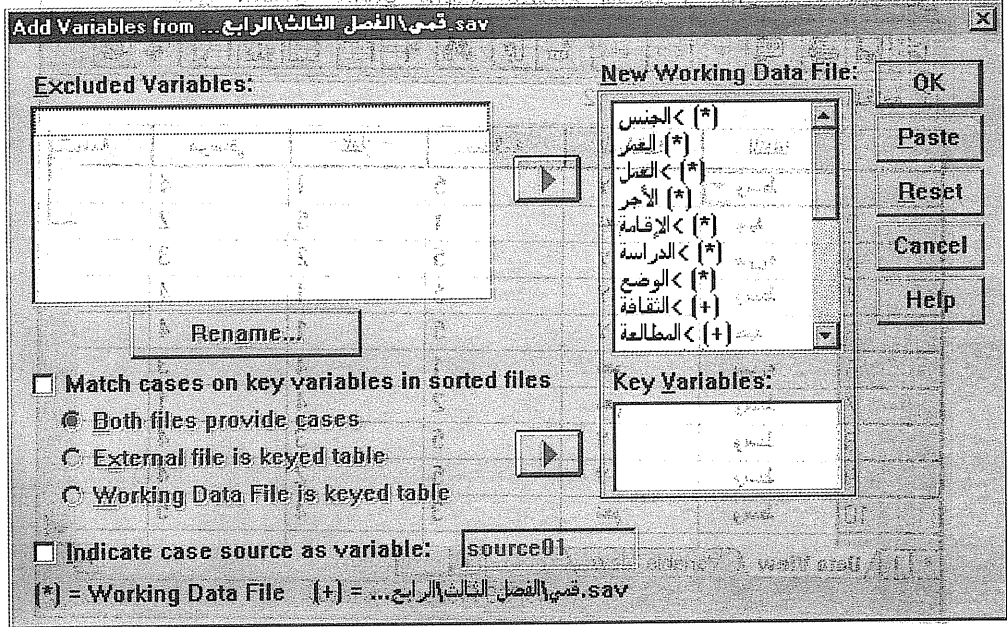 Add Variables from ...قمي\الفصل الثالث\الرابع.sav
Excluded Variables:
New Working Data File:
الجنس> (*)
العمر> (*)
العمل> (*)
الأجر> (*)
الإقامة> (*)
الدراسة> (*)
الوضع> (*)
الثقافة> (+)
المطالعة> (+)
OK
Paste
Reset
Cancel
Help
Rename...
Match cases on key variables in sorted files
Both files provide cases
External file is keyed table
Working Data File is keyed table
Key Variables:
Indicate case source as variable: source01
(*) = Working Data File (+) = ...قمي\الفصل الثالث\الرابع.sav